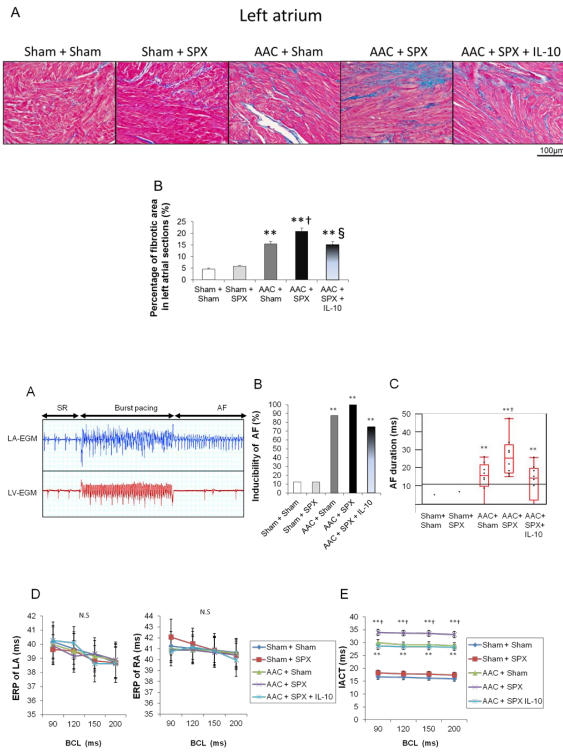 A
Left atrium
Sham + Sham
Sham + SPX
AAC + Sham
AAC + SPX
AAC + SPX + IL-10
100μm
B
Percentage of fibrotic area
in left atrial sections (%)
25
20
15
10
5
0
**
**†
**§
Sham + Sham
Sham + SPX
AAC + Sham
AAC + SPX
AAC + SPX + IL-10
A
SR
Burst pacing
AF
LA-EGM
LV-EGM
B
Inducibility of AF (%)
100
90
80
70
60
50
40
30
20
10
0
**
**
**
Sham + Sham
Sham + SPX
AAC + Sham
AAC + SPX
AAC + SPX + IL-10
C
AF duration (ms)
50
40
30
20
10
**
**†
**
Sham+ Sham
Sham+ SPX
AAC+ Sham
AAC+ SPX
AAC+ SPX+ IL-10
D
N.S
ERP of LA (ms)
42
41
40
39
38
37
36
35
90 120 150 200
BCL (ms)
N.S
ERP of RA (ms)
44
43
42
41
40
39
38
37
36
35
90 120 150 200
BCL (ms)
Sham + Sham
Sham + SPX
AAC + Sham
AAC + SPX
AAC + SPX + IL-10
E
IACT (ms)
40
35
30
25
20
15
10
5
0
**† **† **† **†
** ** ** **
90 120 150 200
BCL (ms)
Sham + Sham
Sham + SPX
AAC + Sham
AAC + SPX
AAC + SPX IL-10